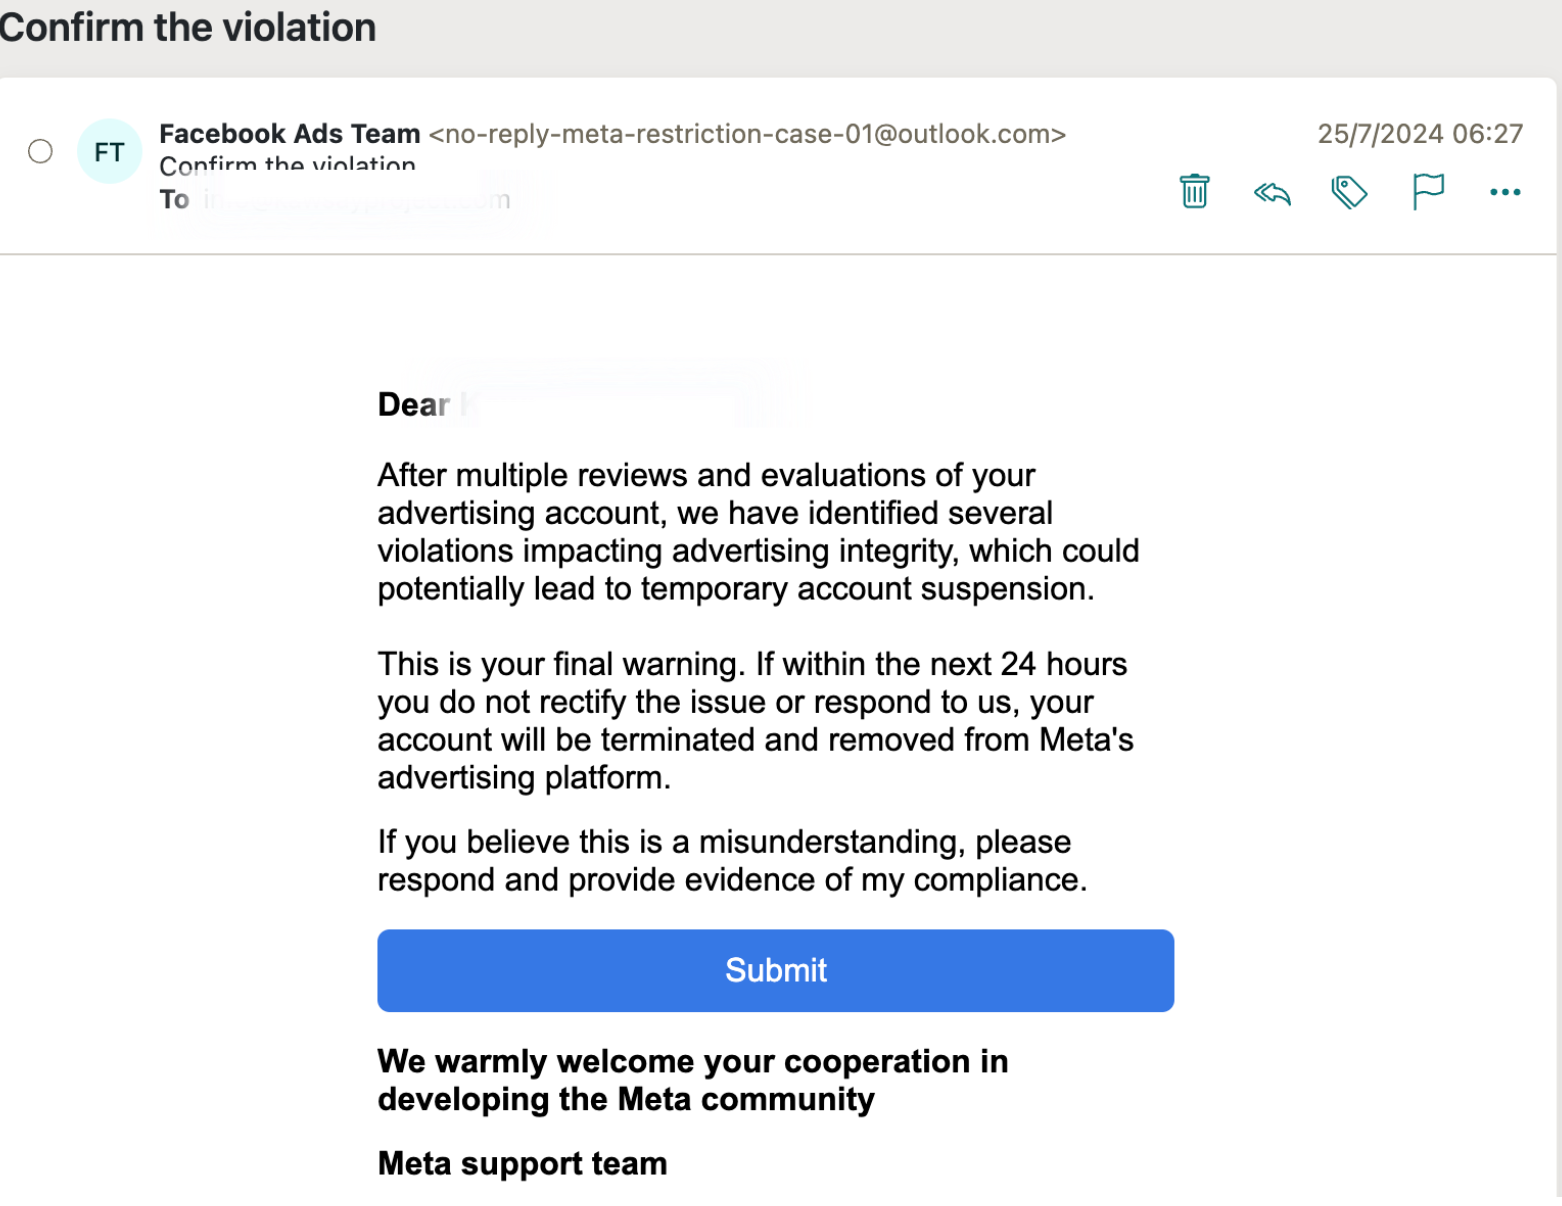 Confirm the violation
FT
Facebook Ads Team <no-reply-meta-restriction-case-01@outlook.com>
25/7/2024 06:27
Confirm the violation
To
Dear
After multiple reviews and evaluations of your
advertising account, we have identified several
violations impacting advertising integrity, which could
potentially lead to temporary account suspension.
This is your final warning. If within the next 24 hours
you do not rectify the issue or respond to us, your
account will be terminated and removed from Meta's
advertising platform.
If you believe this is a misunderstanding, please
respond and provide evidence of my compliance.
Submit
We warmly welcome your cooperation in
developing the Meta community
Meta support team